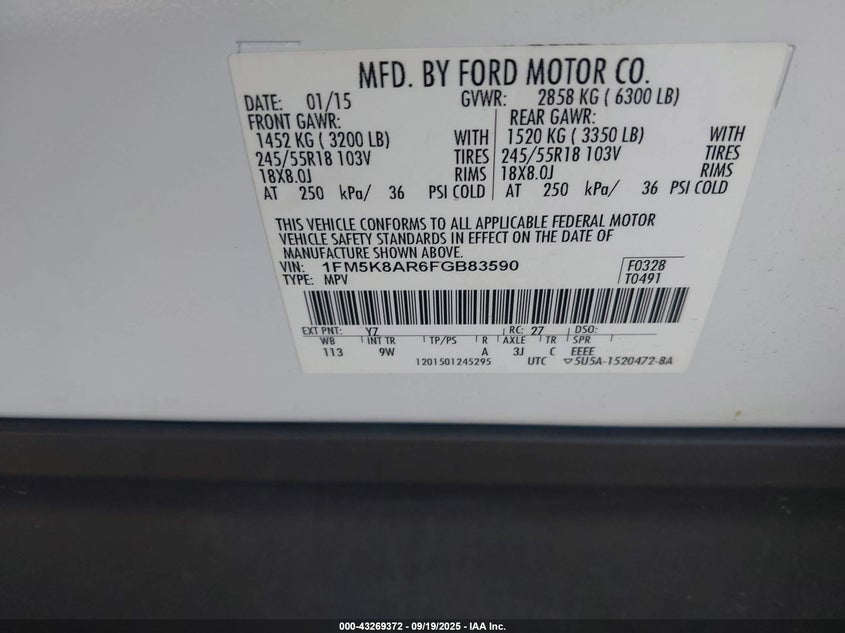 MFD. BY FORD MOTOR CO.
DATE: 01/15 GVWR: 2858 KG ( 6300 LB)
FRONT GAWR: REAR GAWR:
1452 KG ( 3200 LB) WITH 1520 KG ( 3350 LB) WITH
245/55R18 103V TIRES 245/55R18 103V TIRES
18X8.0J RIMS 18X8.0J RIMS
AT 250 kPa/ 36 PSI COLD AT 250 kPa/ 36 PSI COLD
THIS VEHICLE CONFORMS TO ALL APPLICABLE FEDERAL MOTOR
VEHICLE SAFETY STANDARDS IN EFFECT ON THE DATE OF
MANUFACTURE SHOWN ABOVE.
VIN: 1FM5K8AR6FGB83590 F0328
TYPE: MPV T0491
EXT PNT: YZ RC: 27 DSO:
WB INT TR TP/PS R AXLE TR SPR
113 9W A 3J C EEEE
1201501245295 UTC ▽5U5A-1520472-BA
000-43269372 - 09/19/2025 - IAA Inc.